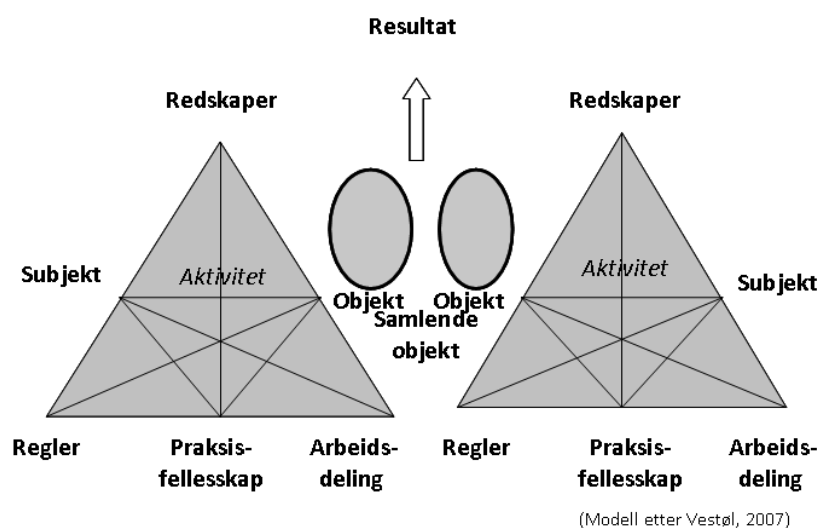 Resultat
Redskaper
Redskaper
Subjekt
Aktivitet
Aktivitet
Subjekt
Objekt
Objekt
Samlende
objekt
Regler
Praksis-
fellesskap
Arbeids-
deling
Regler
Praksis-
fellesskap
Arbeids-
deling
(Modell etter Vestøl, 2007)